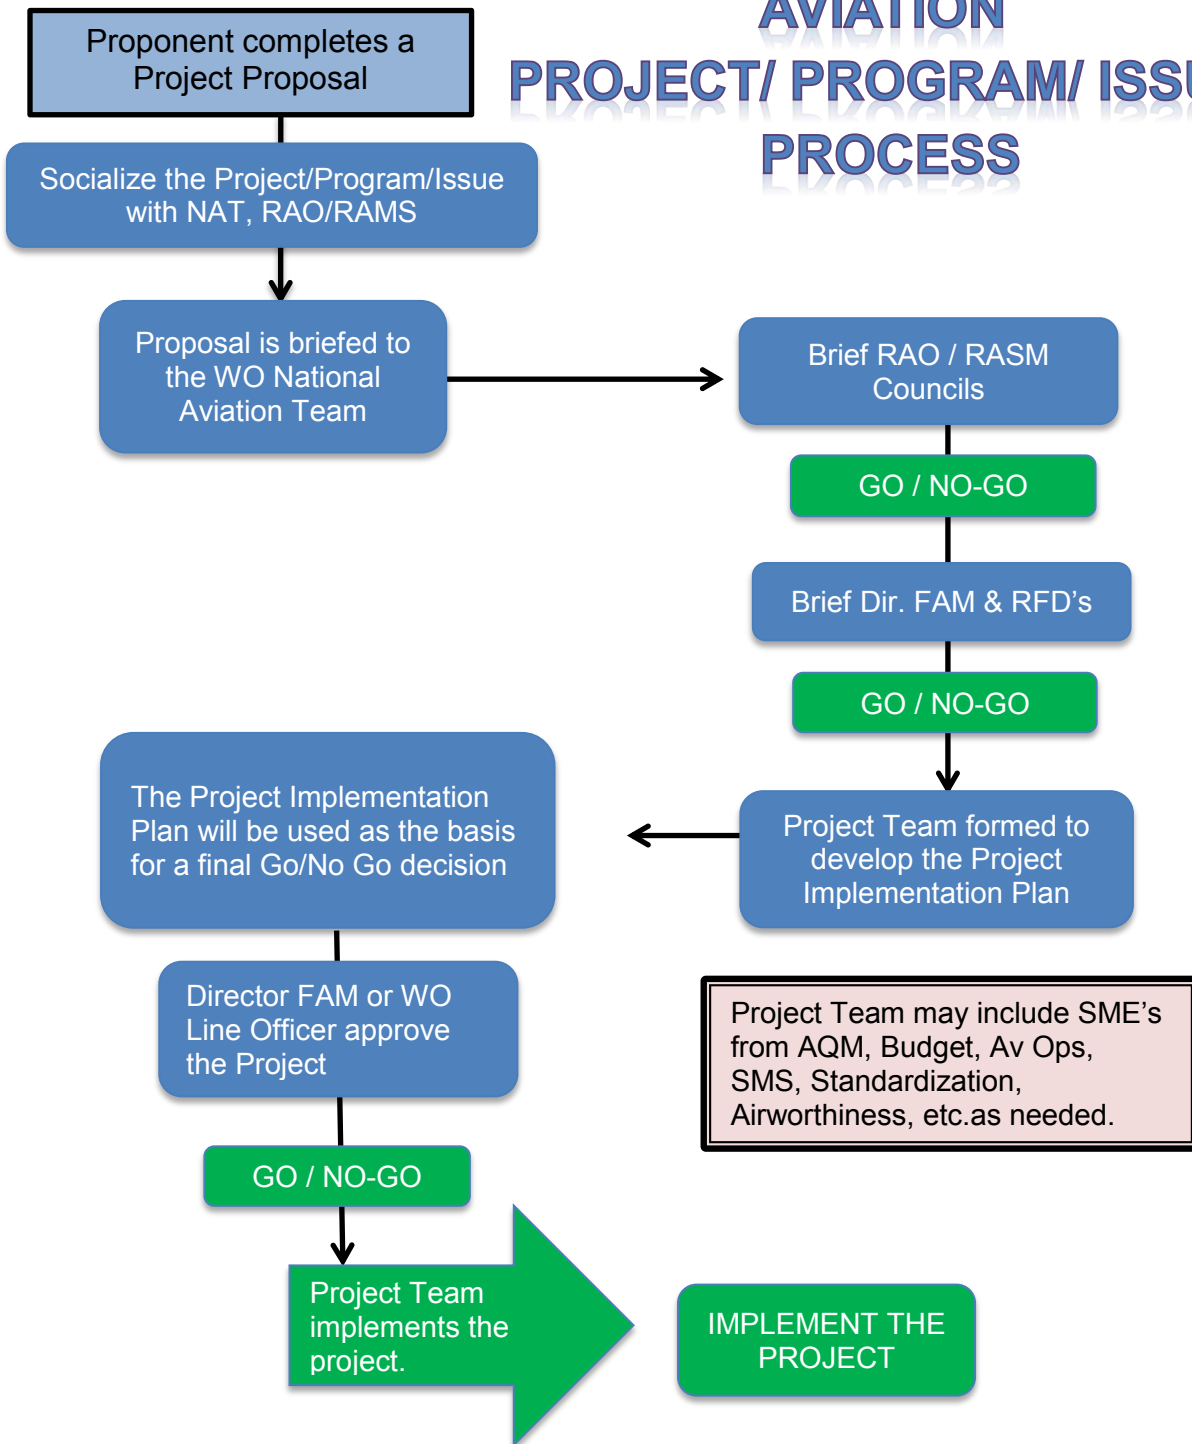 AVIATION
PROJECT/ PROGRAM/ ISSU
PROCESS
Proponent completes a
Project Proposal
Socialize the Project/Program/Issue
with NAT, RAO/RAMS
Proposal is briefed to
the WO National
Aviation Team
Brief RAO / RASM
Councils
GO / NO-GO
Brief Dir. FAM & RFD’s
GO / NO-GO
Project Team formed to
develop the Project
Implementation Plan
The Project Implementation
Plan will be used as the basis
for a final Go/No Go decision
Project Team may include SME’s
from AQM, Budget, Av Ops,
SMS, Standardization,
Airworthiness, etc.as needed.
Director FAM or WO
Line Officer approve
the Project
GO / NO-GO
Project Team
implements the
project.
IMPLEMENT THE
PROJECT